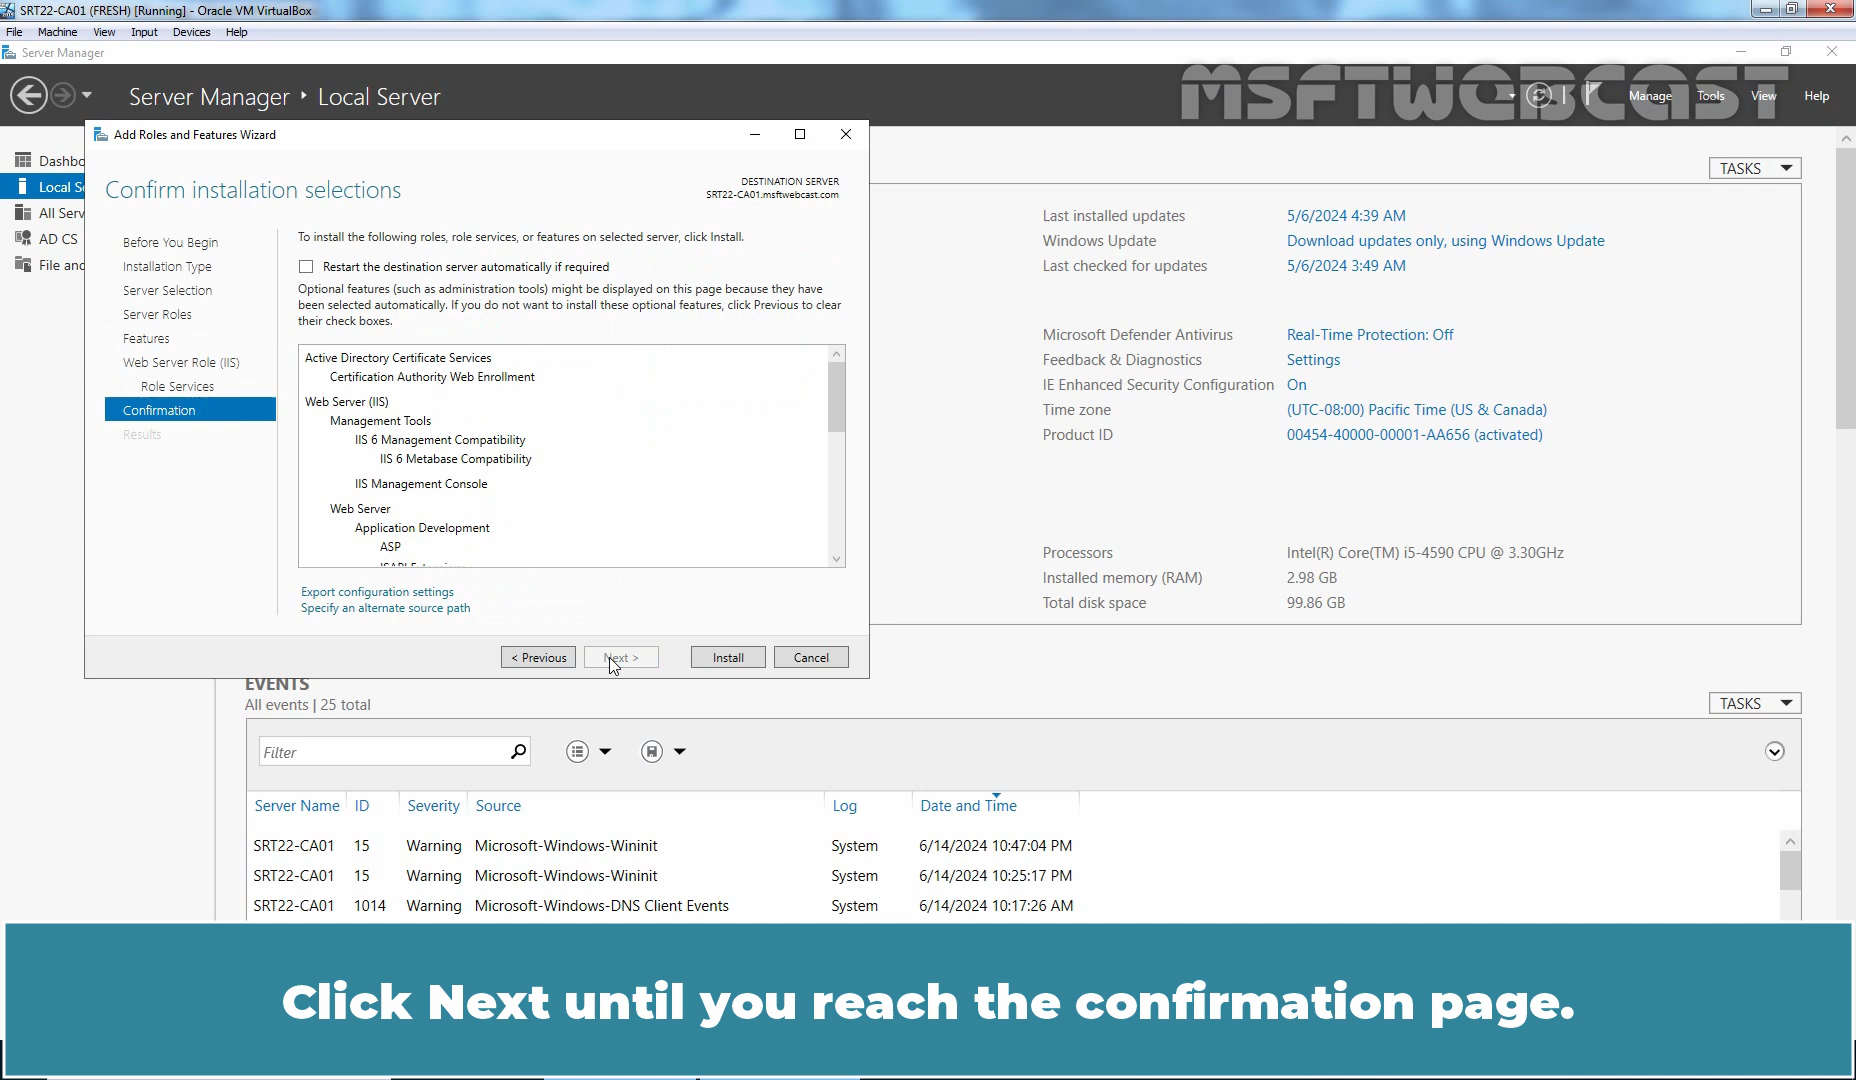 SRT22-CA01 (FRESH) [Running] - Oracle VM VirtualBox
File Machine View Input Devices Help
Server Manager
Server Manager ‣ Local Server
MSFTWEBCAST
Manage Tools View Help
Add Roles and Features Wizard
Dashbo
Local Se
All Serv
AD CS
File and
Confirm installation selections
DESTINATION SERVER
SRT22-CA01.msftwebcast.com
Before You Begin
Installation Type
Server Selection
Server Roles
Features
Web Server Role (IIS)
Role Services
Confirmation
Results
To install the following roles, role services, or features on selected server, click Install.
Restart the destination server automatically if required
Optional features (such as administration tools) might be displayed on this page because they have
been selected automatically. If you do not want to install these optional features, click Previous to clear
their check boxes.
Active Directory Certificate Services
Certification Authority Web Enrollment
Web Server (IIS)
Management Tools
IIS 6 Management Compatibility
IIS 6 Metabase Compatibility
IIS Management Console
Web Server
Application Development
ASP
Export configuration settings
Specify an alternate source path
< Previous Next > Install Cancel
TASKS
Last installed updates 5/6/2024 4:39 AM
Windows Update Download updates only, using Windows Update
Last checked for updates 5/6/2024 3:49 AM
Microsoft Defender Antivirus Real-Time Protection: Off
Feedback & Diagnostics Settings
IE Enhanced Security Configuration On
Time zone (UTC-08:00) Pacific Time (US & Canada)
Product ID 00454-40000-00001-AA656 (activated)
Processors Intel(R) Core(TM) i5-4590 CPU @ 3.30GHz
Installed memory (RAM) 2.98 GB
Total disk space 99.86 GB
EVENTS
All events | 25 total
TASKS
Filter
Server Name ID Severity Source Log Date and Time
SRT22-CA01 15 Warning Microsoft-Windows-Wininit System 6/14/2024 10:47:04 PM
SRT22-CA01 15 Warning Microsoft-Windows-Wininit System 6/14/2024 10:25:17 PM
SRT22-CA01 1014 Warning Microsoft-Windows-DNS Client Events System 6/14/2024 10:17:26 AM
Click Next until you reach the confirmation page.